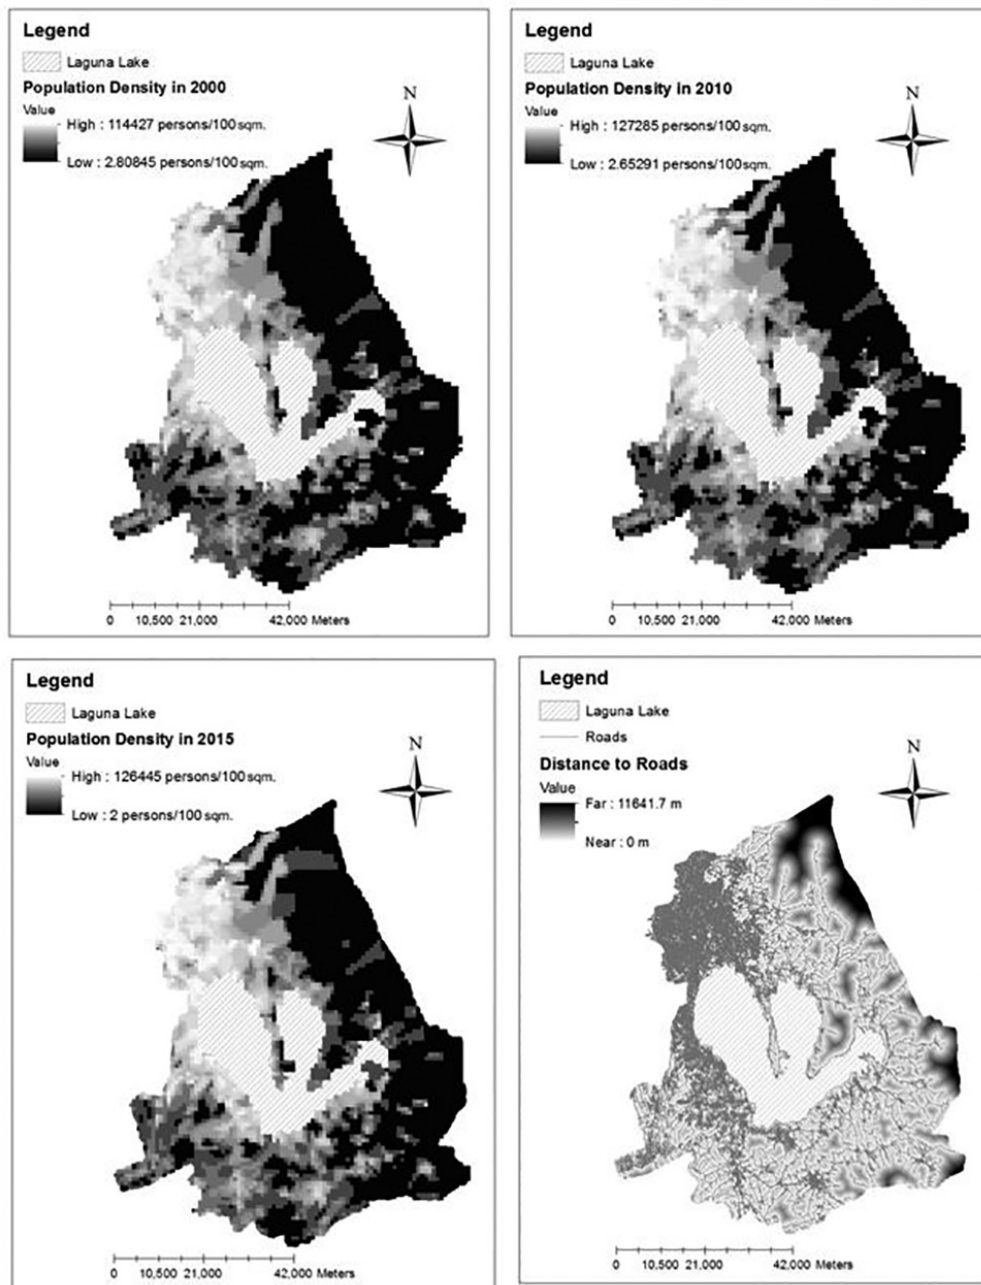 Legend
Laguna Lake
Population Density in 2000
Value
High : 114427 persons/100 sqm.
Low : 2.80845 persons/100sqm.
N
0 10,500 21,000 42,000 Meters
Legend
Laguna Lake
Population Density in 2010
Value
High : 127285 persons/100 sqm.
Low : 2.65291 persons/100sqm.
N
0 10,500 21,000 42,000 Meters
Legend
Laguna Lake
Population Density in 2015
Value
High : 126445 persons/100 sqm.
Low : 2 persons/100 sqm.
N
0 10,500 21,000 42,000 Meters
Legend
Laguna Lake
Roads
Distance to Roads
Value
Far : 11641.7 m
Near : 0 m
N
0 10,500 21,000 42,000 Meters